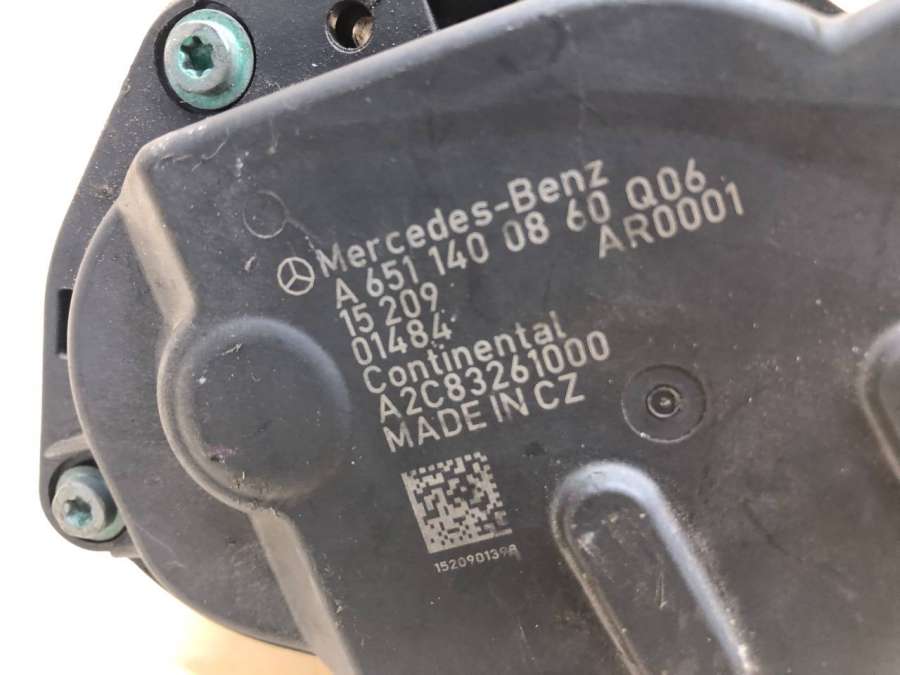 Mercedes-Benz
A 651 140 08 60 Q06
15 209 AR0001
01484
Continental
A2C83261000
MADE IN CZ